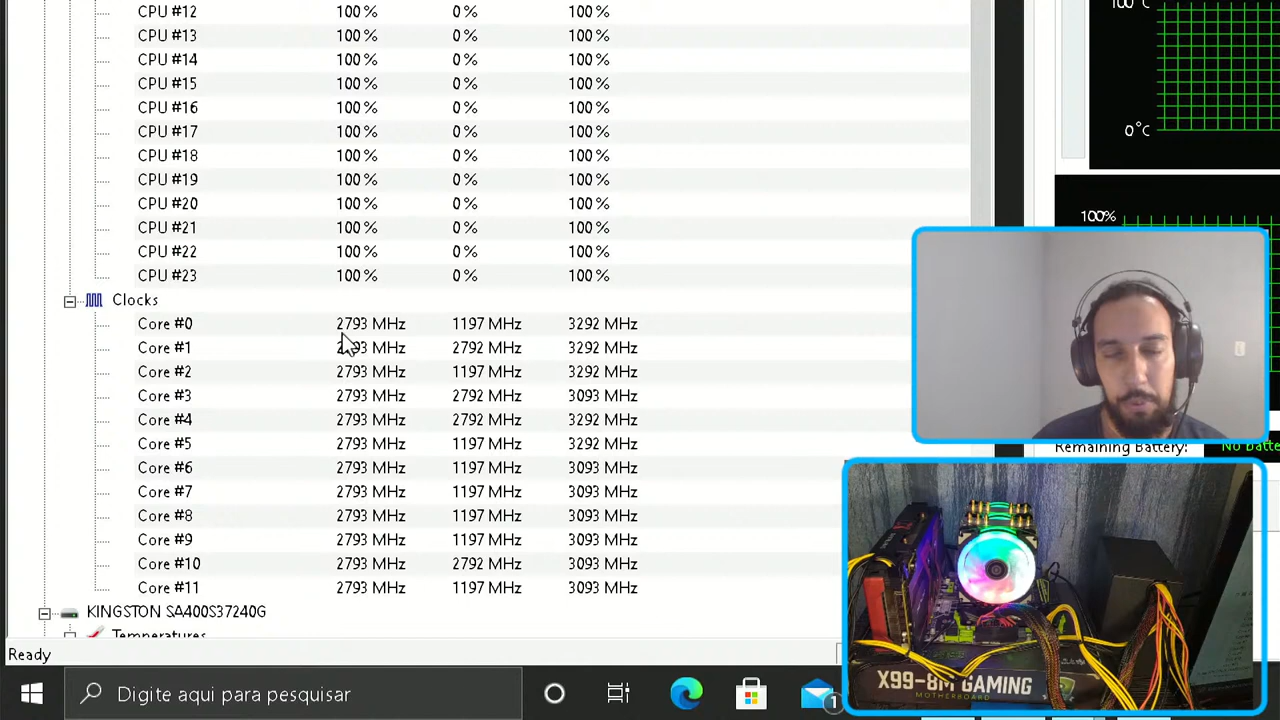 CPU #12 100 % 0 % 100 %
CPU #13 100 % 0 % 100 %
CPU #14 100 % 0 % 100 %
CPU #15 100 % 0 % 100 %
CPU #16 100 % 0 % 100 %
CPU #17 100 % 0 % 100 %
CPU #18 100 % 0 % 100 %
CPU #19 100 % 0 % 100 %
CPU #20 100 % 0 % 100 %
CPU #21 100 % 0 % 100 %
CPU #22 100 % 0 % 100 %
CPU #23 100 % 0 % 100 %
Clocks
Core #0 2793 MHz 1197 MHz 3292 MHz
Core #1 2793 MHz 2792 MHz 3292 MHz
Core #2 2793 MHz 1197 MHz 3292 MHz
Core #3 2793 MHz 2792 MHz 3093 MHz
Core #4 2793 MHz 2792 MHz 3292 MHz
Core #5 2793 MHz 1197 MHz 3292 MHz
Core #6 2793 MHz 1197 MHz 3093 MHz
Core #7 2793 MHz 1197 MHz 3093 MHz
Core #8 2793 MHz 1197 MHz 3093 MHz
Core #9 2793 MHz 1197 MHz 3093 MHz
Core #10 2793 MHz 2792 MHz 3093 MHz
Core #11 2793 MHz 1197 MHz 3093 MHz
KINGSTON SA400S37240G
Temperatures
Ready
Digite aqui para pesquisar
1
100°C
0°C
100%
Remaining Battery: No batte
X99-8M GAMING
MOTHERBOARD